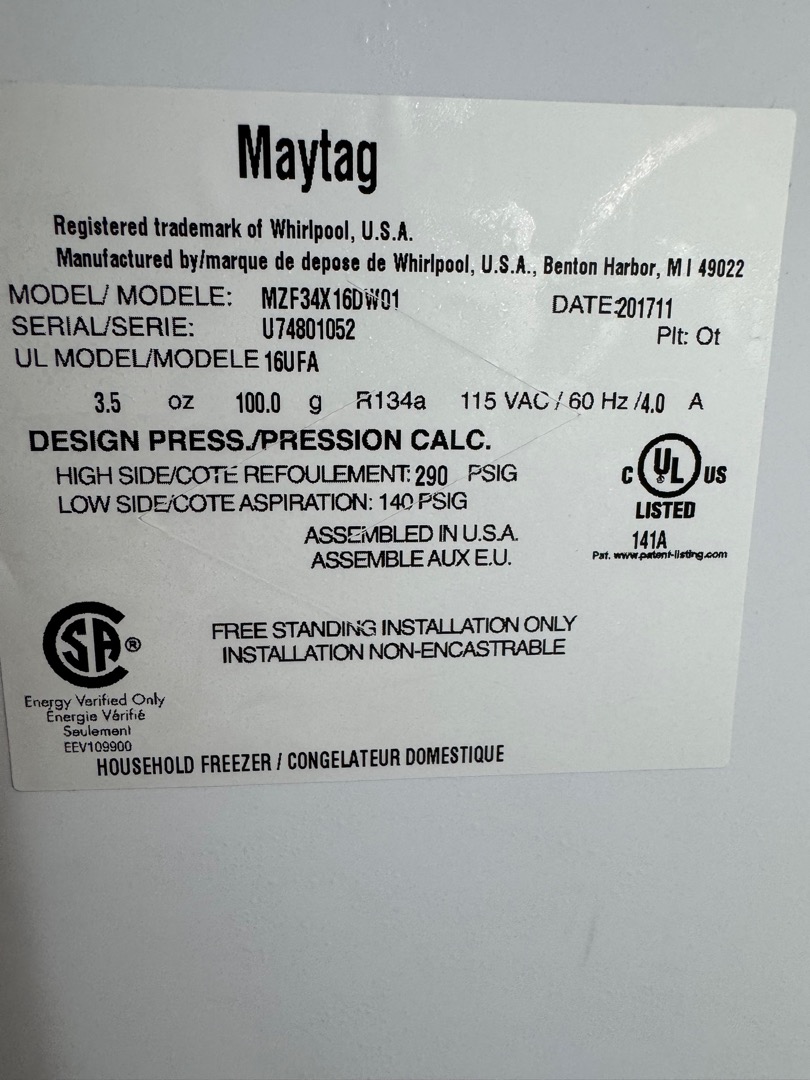 Maytag
Registered trademark of Whirlpool, U.S.A.
Manufactured by/marque de depose de Whirlpool, U.S.A., Benton Harbor, M I 49022
MODEL/ MODELE: MZF34X16DW01 DATE:201711
SERIAL/SERIE: U74801052 Plt: Ot
UL MODEL/MODELE 16UFA
3.5 oz 100.0 g R134a 115 VAC / 60 Hz /4.0 A
DESIGN PRESS./PRESSION CALC.
HIGH SIDE/COTE REFOULEMENT: 290 PSIG
LOW SIDE/COTE ASPIRATION: 140 PSIG
C UL US
LISTED
141A
Pat. www.patent-listing.com
ASSEMBLED IN U.S.A.
ASSEMBLE AUX E.U.
SA ®
FREE STANDING INSTALLATION ONLY
INSTALLATION NON-ENCASTRABLE
Energy Verified Only
Énergie Vérifié
Seulement
EEV109900
HOUSEHOLD FREEZER / CONGELATEUR DOMESTIQUE